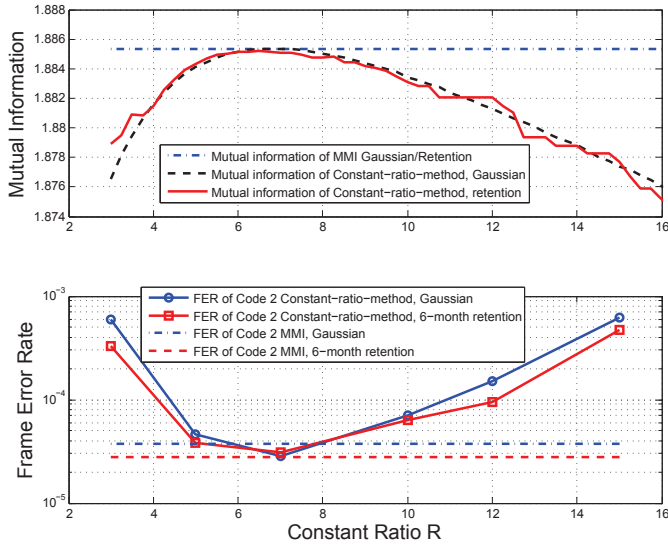 1.888
1.886
1.884
1.882
1.88
1.878
1.876
1.874
Mutual Information
Mutual information of MMI Gaussian/Retention
Mutual information of Constant−ratio−method, Gaussian
Mutual information of Constant−ratio−method, retention
2 4 6 8 10 12 14 16
10−3
10−4
10−5
Frame Error Rate
FER of Code 2 Constant−ratio−method, Gaussian
FER of Code 2 Constant−ratio−method, 6−month retention
FER of Code 2 MMI, Gaussian
FER of Code 2 MMI, 6−month retention
2 4 6 8 10 12 14 16
Constant Ratio R